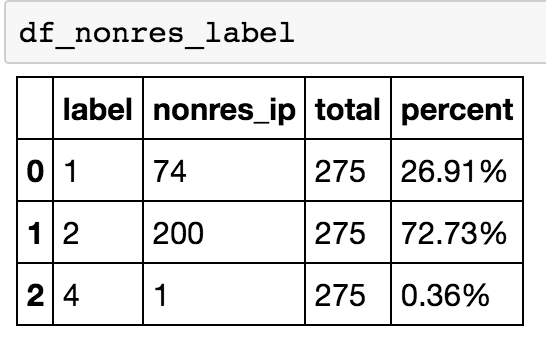 df_nonres_label
label nonres_ip total percent
0 1 74 275 26.91%
1 2 200 275 72.73%
2 4 1 275 0.36%